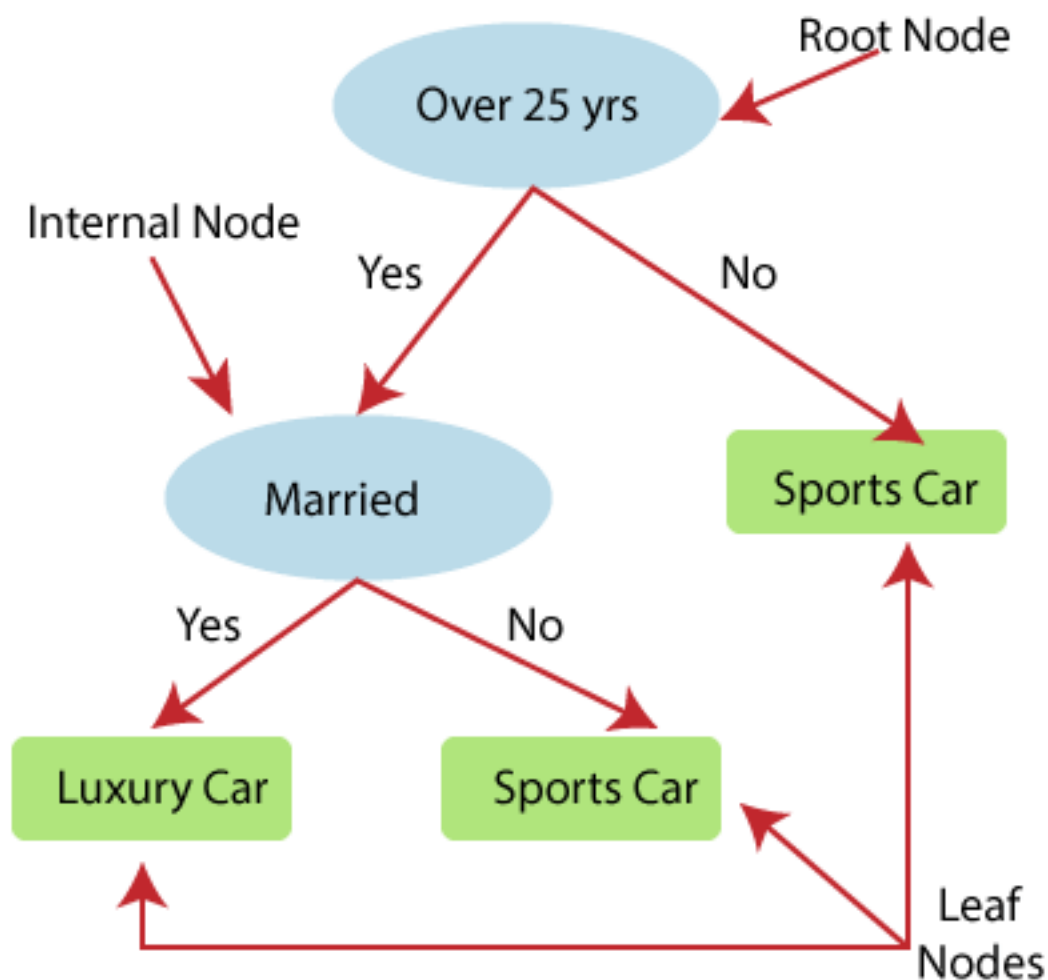 Root Node
Over 25 yrs
Internal Node
Yes
No
Married
Sports Car
Yes
No
Luxury Car
Sports Car
Leaf
Nodes